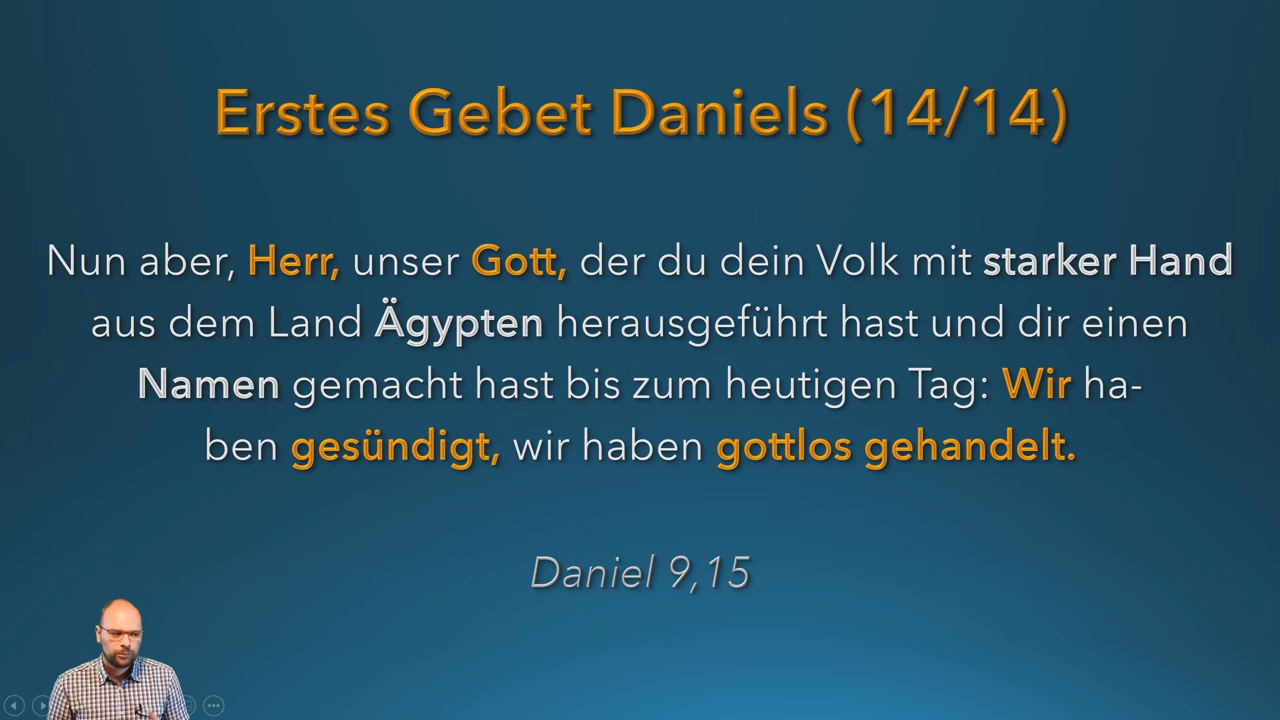 Erstes Gebet Daniels (14/14)
Nun aber, Herr, unser Gott, der du dein Volk mit starker Hand
aus dem Land Ägypten herausgeführt hast und dir einen
Namen gemacht hast bis zum heutigen Tag: Wir ha-
ben gesündigt, wir haben gottlos gehandelt.
Daniel 9,15